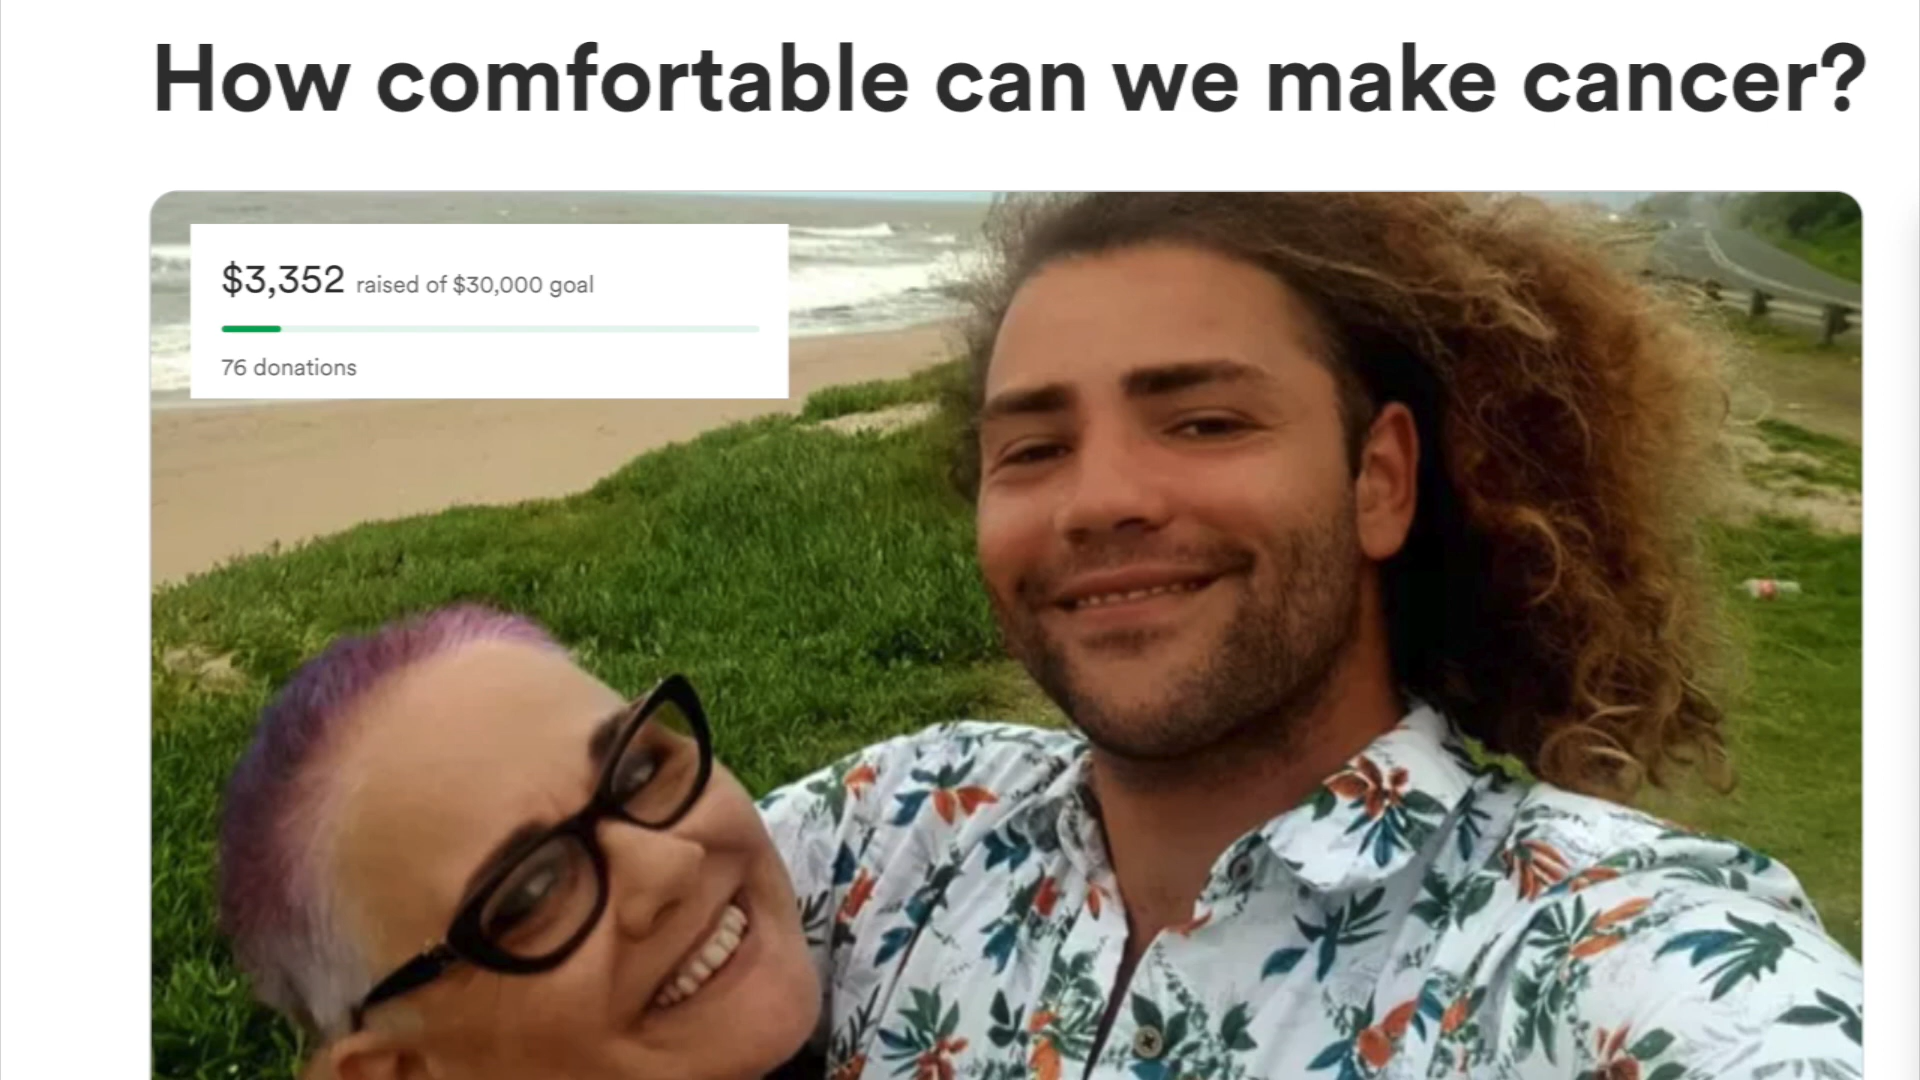 How comfortable can we make cancer?
$3,352 raised of $30,000 goal
76 donations